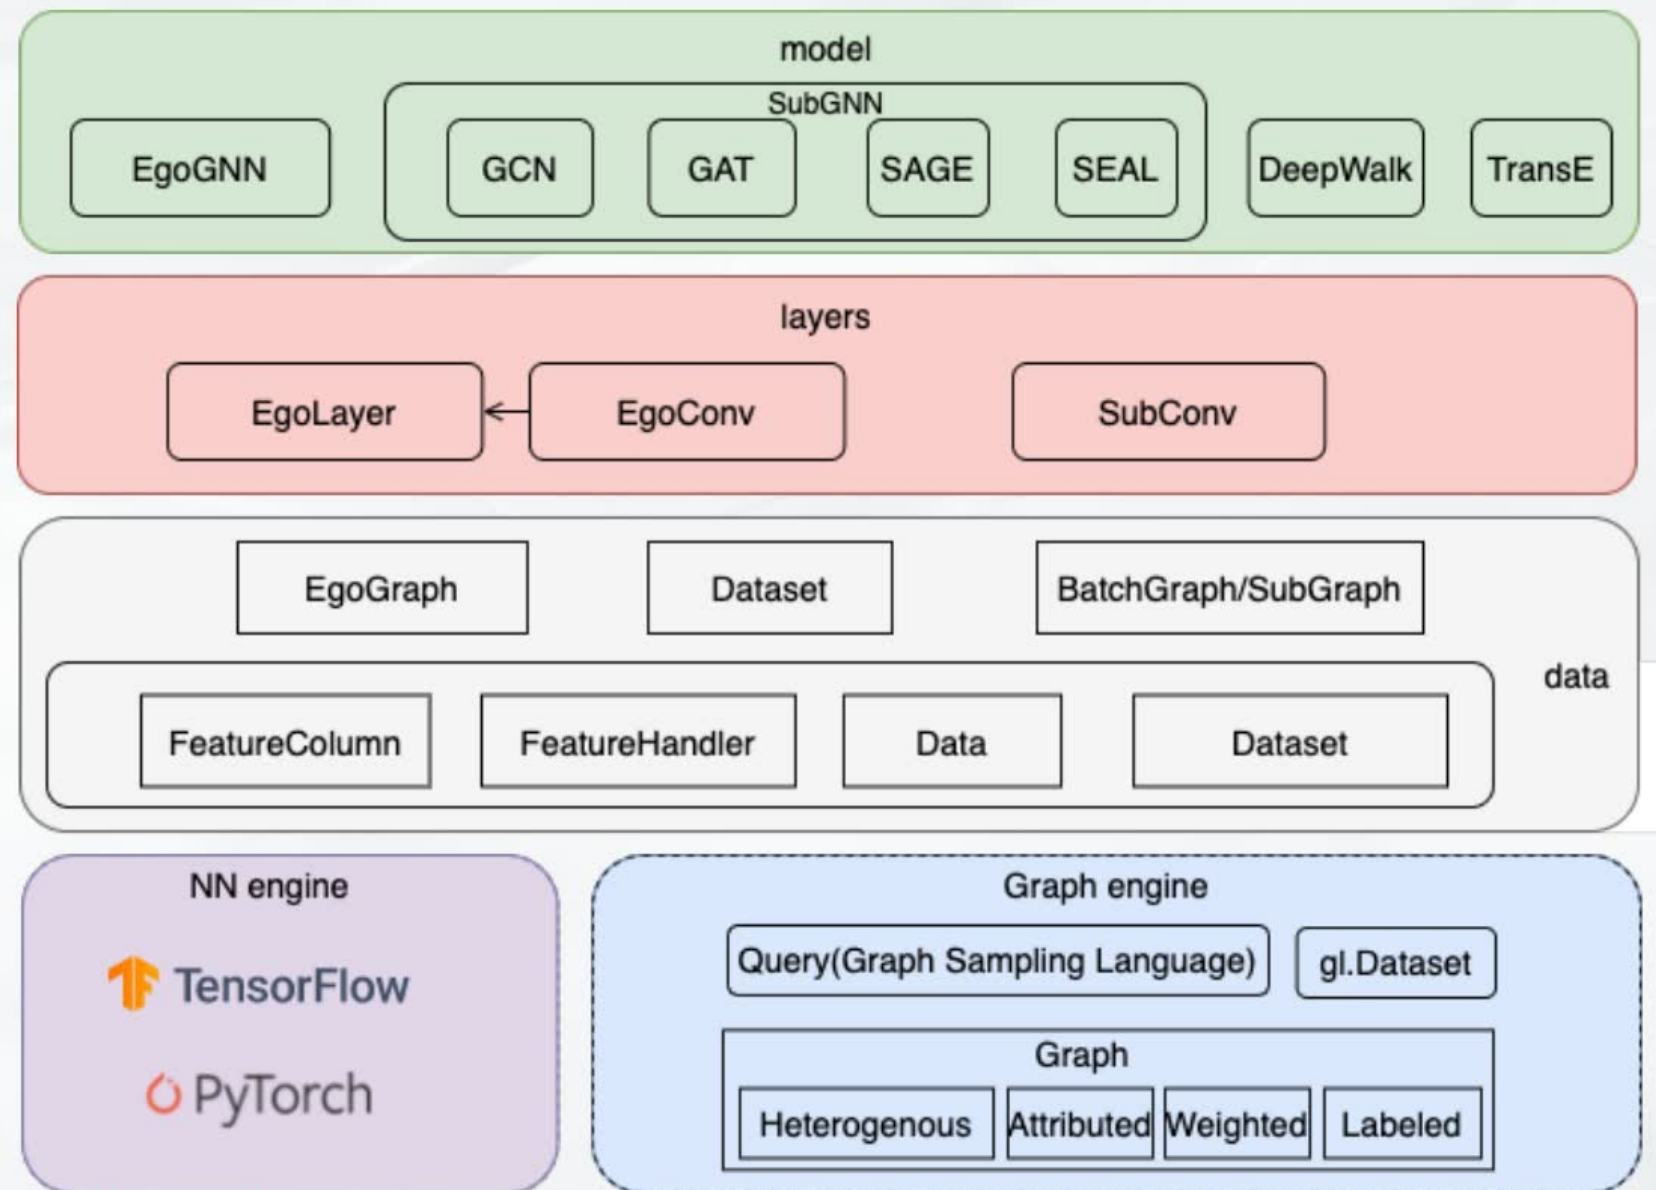 model
SubGNN
EgoGNN
GCN
GAT
SAGE
SEAL
DeepWalk
TransE
layers
EgoLayer
EgoConv
SubConv
EgoGraph
Dataset
BatchGraph/SubGraph
data
FeatureColumn
FeatureHandler
Data
Dataset
NN engine
TensorFlow
PyTorch
Graph engine
Query(Graph Sampling Language)
gl.Dataset
Graph
Heterogenous
Attributed
Weighted
Labeled